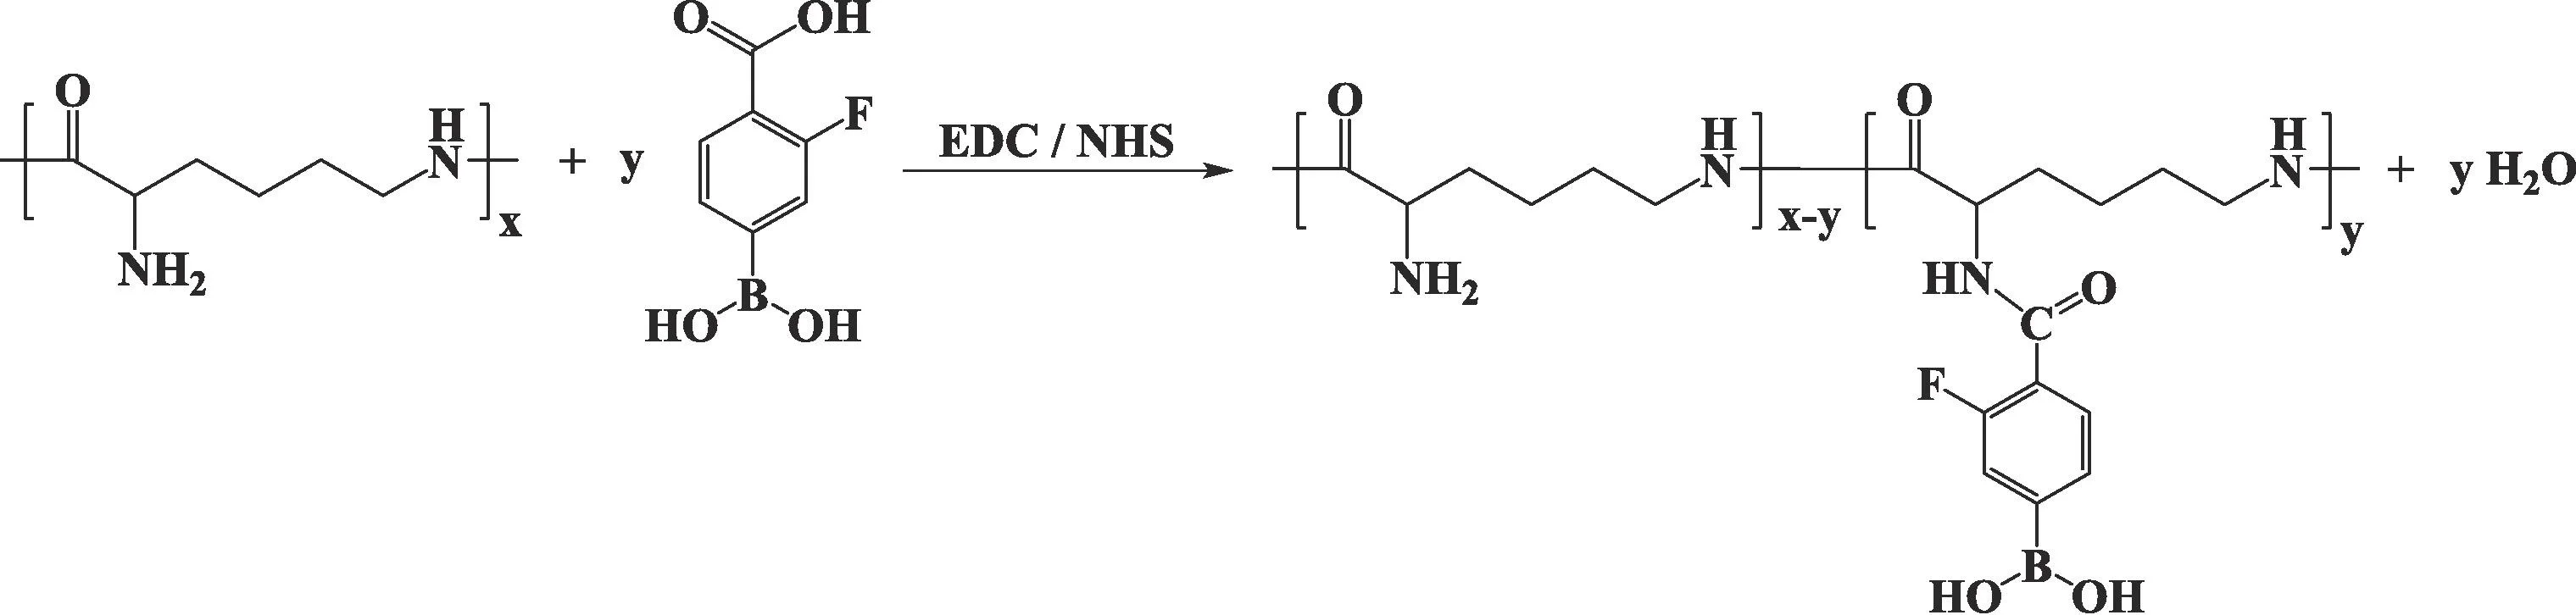 O
H
N
x
NH₂
+
y
O
OH
F
B
HO
OH
EDC / NHS
O
H
N
x-y
NH₂
O
H
N
y
HN
O
C
F
B
HO
OH
+
y H₂O